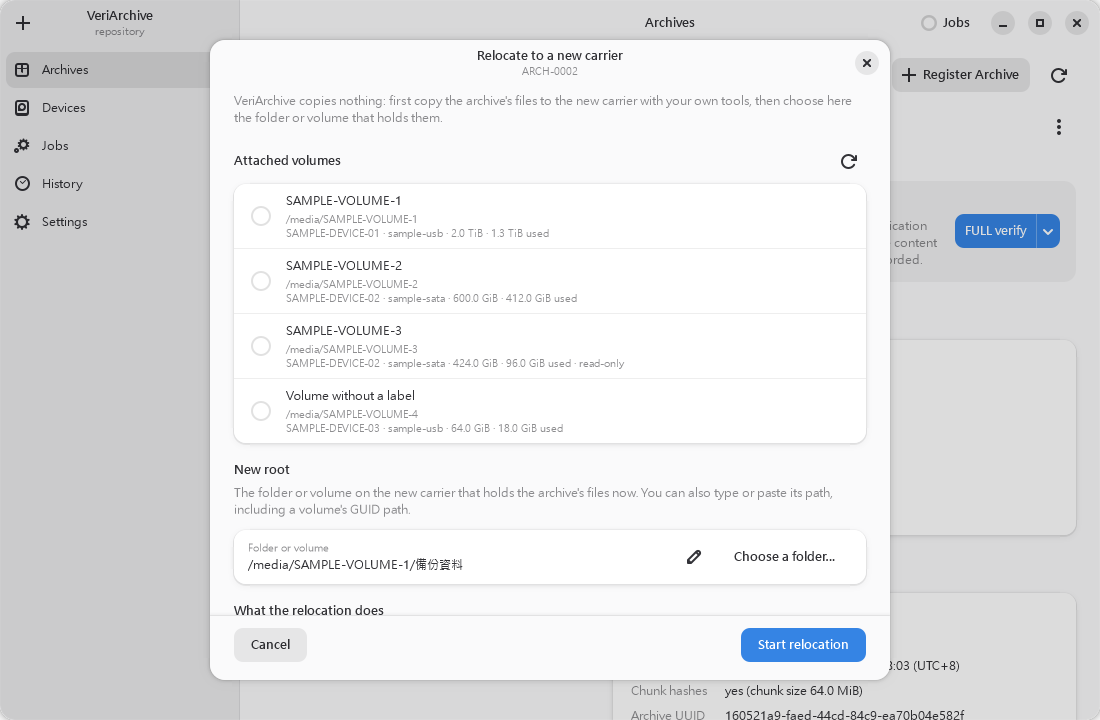 VeriArchive
repository
Archives
Jobs
Archives
Devices
Jobs
History
Settings
Register Archive
Relocate to a new carrier
ARCH-0002
VeriArchive copies nothing: first copy the archive's files to the new carrier with your own tools, then choose here
the folder or volume that holds them.
Attached volumes
SAMPLE-VOLUME-1
/media/SAMPLE-VOLUME-1
SAMPLE-DEVICE-01 · sample-usb · 2.0 TiB · 1.3 TiB used
SAMPLE-VOLUME-2
/media/SAMPLE-VOLUME-2
SAMPLE-DEVICE-02 · sample-sata · 600.0 GiB · 412.0 GiB used
SAMPLE-VOLUME-3
/media/SAMPLE-VOLUME-3
SAMPLE-DEVICE-02 · sample-sata · 424.0 GiB · 96.0 GiB used · read-only
Volume without a label
/media/SAMPLE-VOLUME-4
SAMPLE-DEVICE-03 · sample-usb · 64.0 GiB · 18.0 GiB used
New root
The folder or volume on the new carrier that holds the archive's files now. You can also type or paste its path,
including a volume's GUID path.
Folder or volume
/media/SAMPLE-VOLUME-1/備份資料
Choose a folder...
What the relocation does
Cancel
Start relocation
content
FULL verify
3:03 (UTC+8)
Chunk hashes yes (chunk size 64.0 MiB)
Archive UUID 160521a9-faed-44cd-84c9-ea70b04e582f